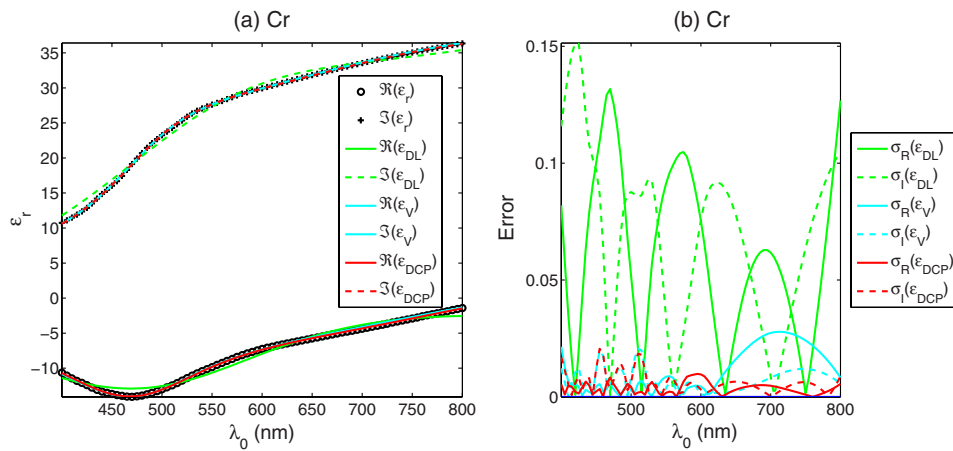 (a) Cr
35
30
25
20
15
10
5
0
−5
−10
450 500 550 600 650 700 750 800
ε_r
λ_0 (nm)
ℜ(ε_r)
ℑ(ε_r)
ℜ(ε_DL)
ℑ(ε_DL)
ℜ(ε_V)
ℑ(ε_V)
ℜ(ε_DCP)
ℑ(ε_DCP)
(b) Cr
0.15
0.1
0.05
0
500 600 700 800
Error
λ_0 (nm)
σ_R(ε_DL)
σ_I(ε_DL)
σ_R(ε_V)
σ_I(ε_V)
σ_R(ε_DCP)
σ_I(ε_DCP)